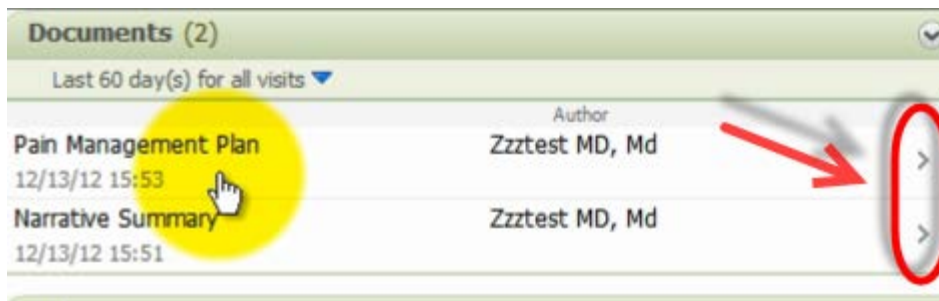 Documents (2)
Last 60 day(s) for all visits
Author
Pain Management Plan Zzztest MD, Md
12/13/12 15:53
Narrative Summary Zzztest MD, Md
12/13/12 15:51